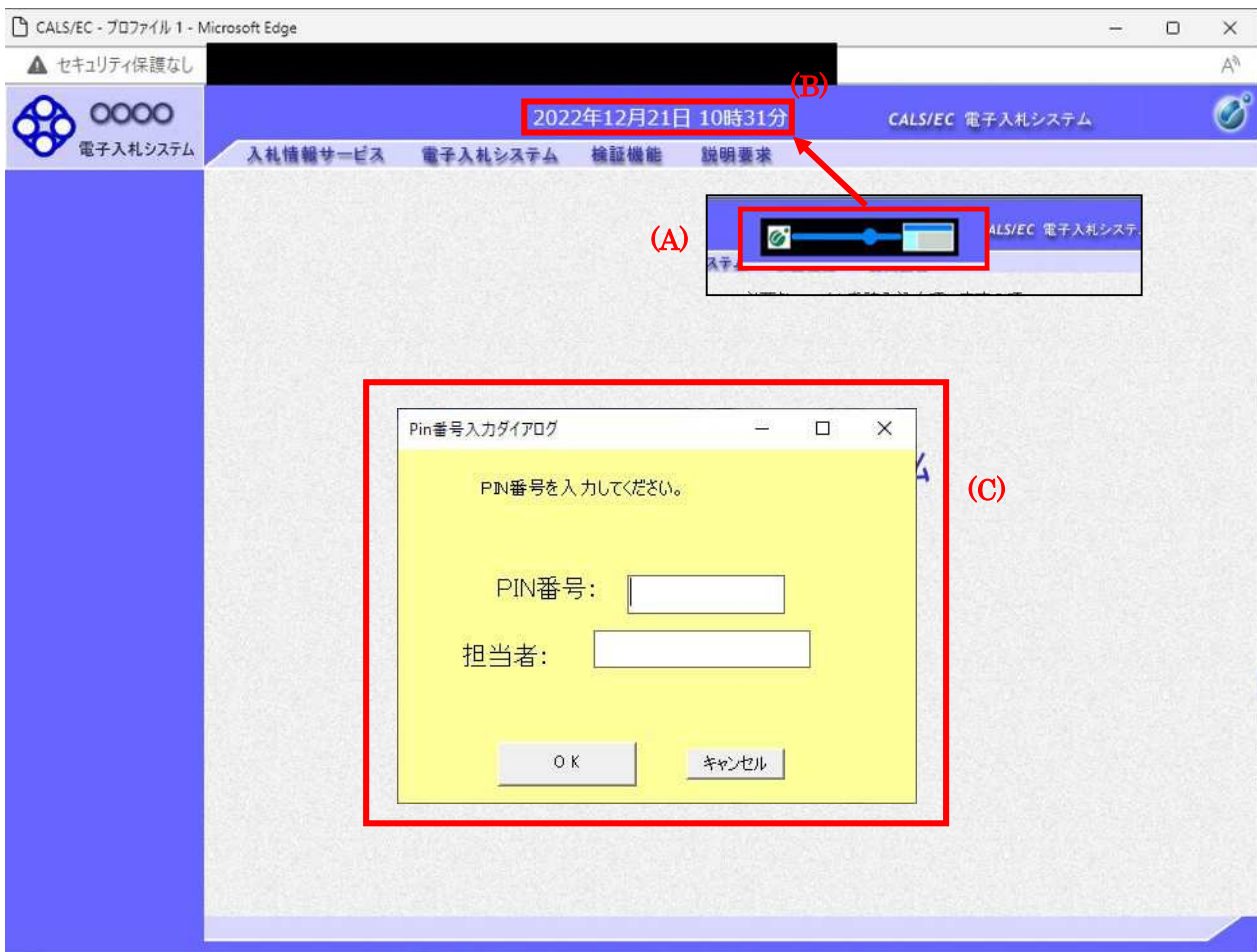 CALS/EC - プロファイル 1 - Microsoft Edge
セキュリティ保護なし
A
(B)
OOOO
電子入札システム
2022年12月21日 10時31分
CALS/EC 電子入札システム
入札情報サービス 電子入札システム 検証機能 説明要求
(A)
ALS/EC 電子入札システ
ステム
Pin番号入力ダイアログ
PIN番号を入力してください。
ム
(C)
PIN番号:
担当者:
OK
キャンセル